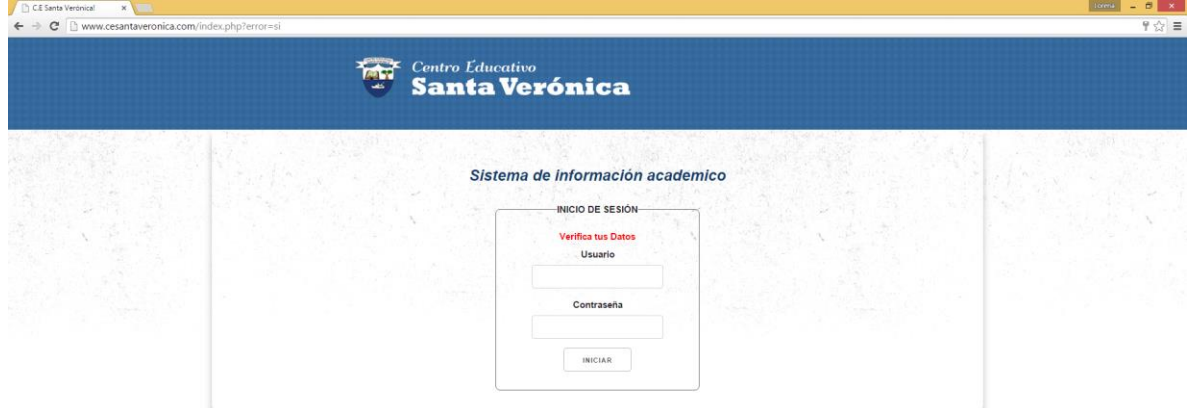 C.E Santa Verónica!
www.cesantaveronica.com/index.php?error=si
Centro Educativo
Santa Verónica
Sistema de información academico
INICIO DE SESIÓN
Verifica tus Datos
Usuario
Contraseña
INICIAR